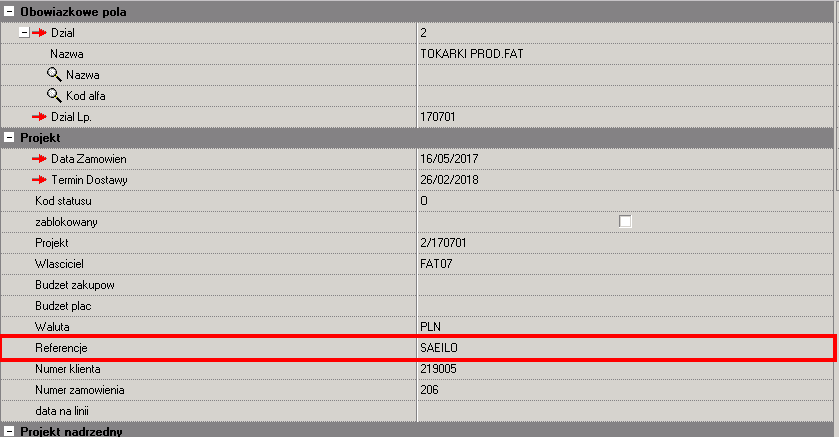 Obowiazkowe pola
Dzial 2
Nazwa TOKARKI PROD.FAT
Nazwa
Kod alfa
Dzial Lp. 170701
Projekt
Data Zamowien 16/05/2017
Termin Dostawy 26/02/2018
Kod statusu O
zablokowany
Projekt 2/170701
Wlasciciel FAT07
Budzet zakupow
Budzet plac
Waluta PLN
Referencje SAEILO
Numer klienta 219005
Numer zamowienia 206
data na linii
Projekt nadrzedny